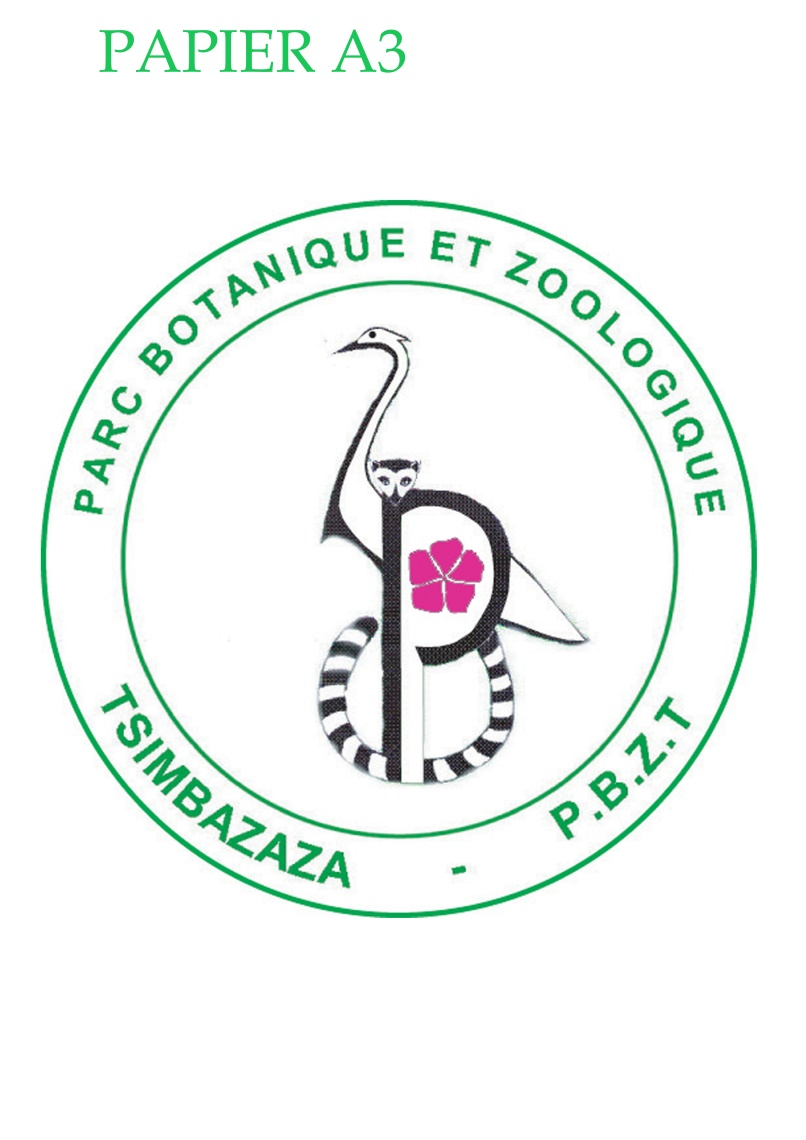 PAPIER A3
PARC BOTANIQUE ET ZOOLOGIQUE
TSIMBAZAZA - P.B.Z.T